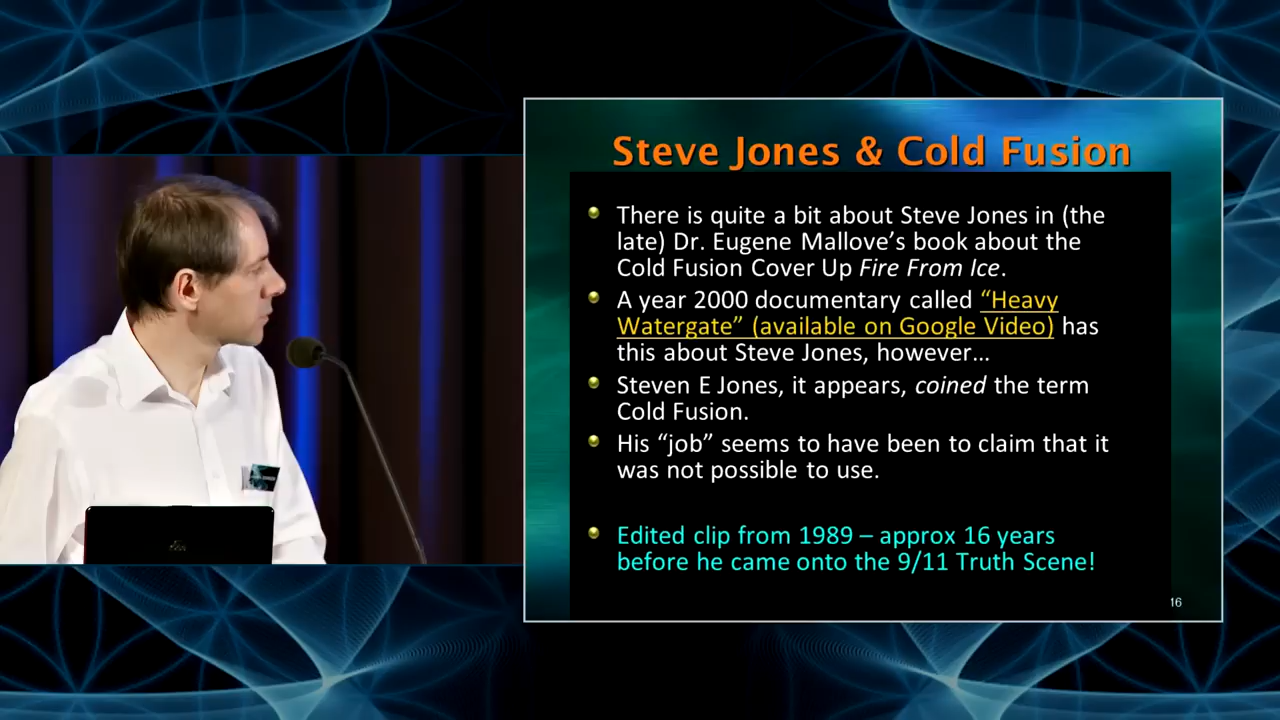 Steve Jones & Cold Fusion
There is quite a bit about Steve Jones in (the
late) Dr. Eugene Mallove’s book about the
Cold Fusion Cover Up Fire From Ice.
A year 2000 documentary called “Heavy
Watergate” (available on Google Video) has
this about Steve Jones, however…
Steven E Jones, it appears, coined the term
Cold Fusion.
His “job” seems to have been to claim that it
was not possible to use.
Edited clip from 1989 – approx 16 years
before he came onto the 9/11 Truth Scene!
16